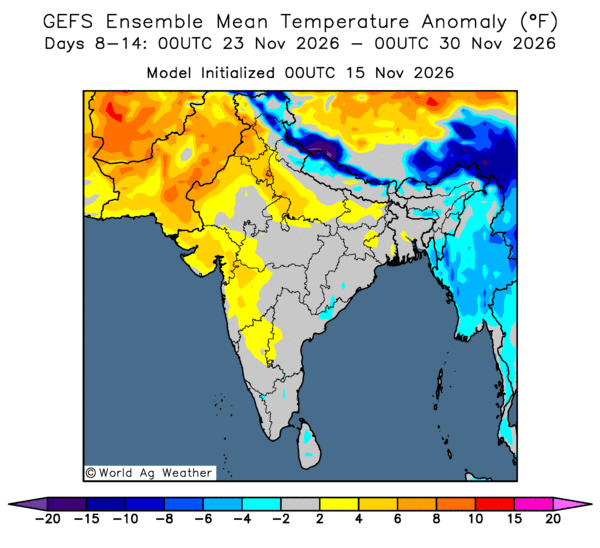 GEFS Ensemble Mean Temperature Anomaly (°F)
Days 8-14: 00UTC 23 Nov 2026 - 00UTC 30 Nov 2026
Model Initialized 00UTC 15 Nov 2026
© World Ag Weather
-20 -15 -10 -8 -6 -4 -2 2 4 6 8 10 15 20